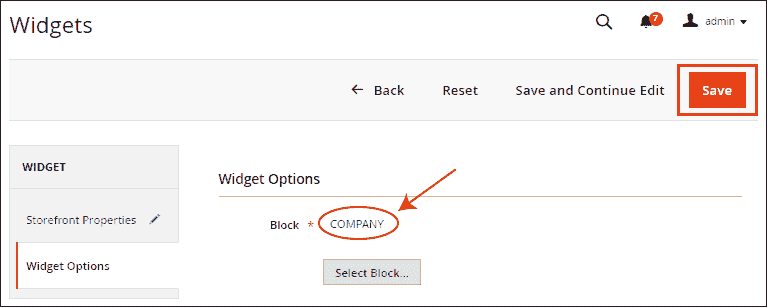 Widgets
7
admin
Back Reset Save and Continue Edit Save
WIDGET
Storefront Properties
Widget Options
Widget Options
Block * COMPANY
Select Block...